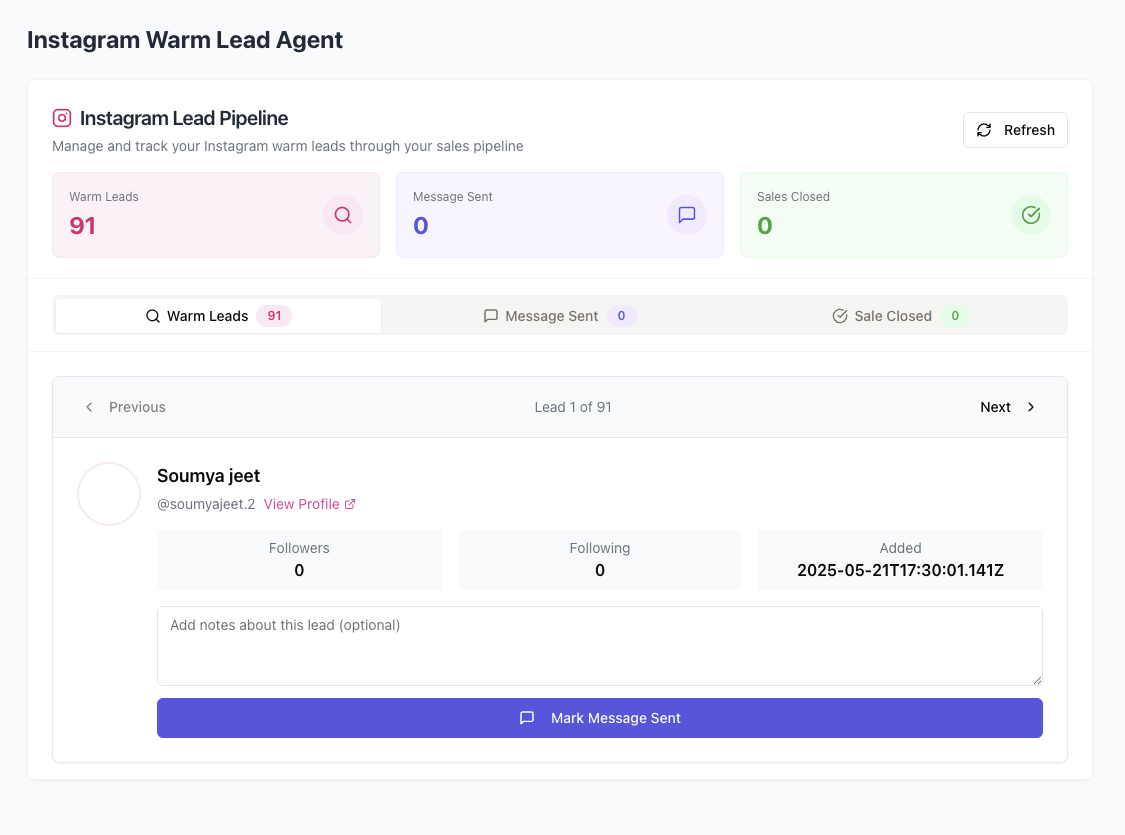 Instagram Warm Lead Agent
Instagram Lead Pipeline
Manage and track your Instagram warm leads through your sales pipeline
Refresh
Warm Leads
91
Message Sent
0
Sales Closed
0
Warm Leads 91
Message Sent 0
Sale Closed 0
Previous
Lead 1 of 91
Next
Soumya jeet
@soumyajeet.2 View Profile
Followers
0
Following
0
Added
2025-05-21T17:30:01.141Z
Add notes about this lead (optional)
Mark Message Sent